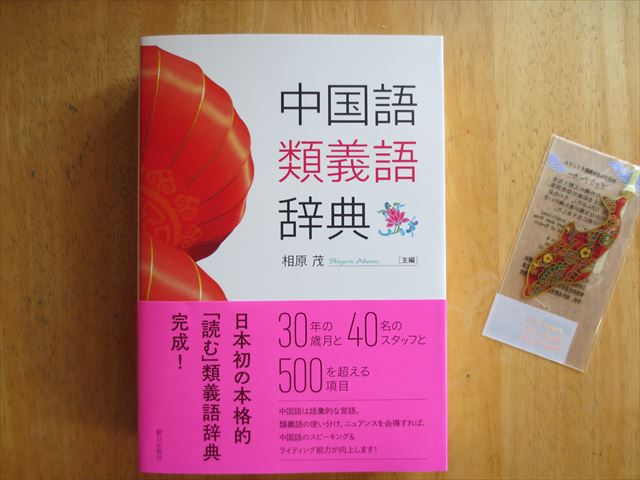 中国語
類義語
辞典
相原 茂 Shigeru Aihara [主編]
日本初の本格的
「読む」類義語辞典
完成!
30年の歳月と40名のスタッフと
500を超える項目
中国語は語彙的な言語。
類義語の使い分け、ニュアンスを会得すれば、
中国語のスピーキング&
ライティング能力が向上します!
朝日出版社